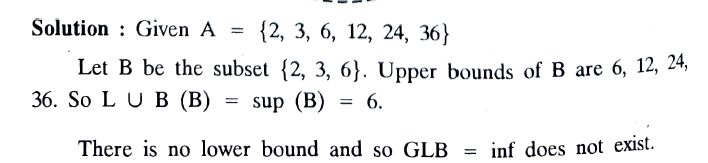 Solution : Given A = {2, 3, 6, 12, 24, 36}
Let B be the subset {2, 3, 6}. Upper bounds of B are 6, 12, 24,
36. So L U B (B) = sup (B) = 6.
There is no lower bound and so GLB = inf does not exist.